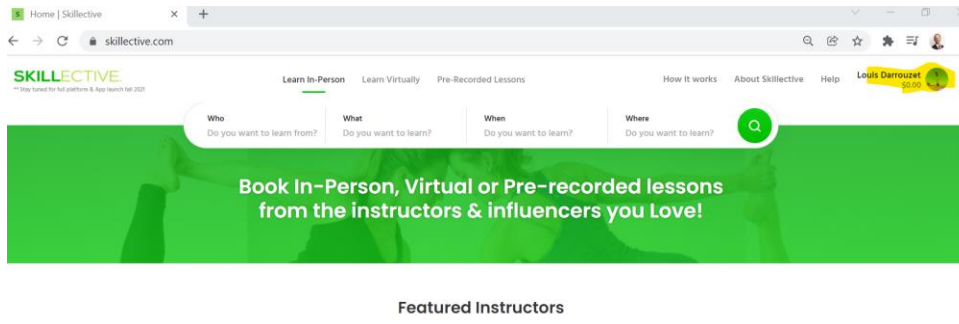 S Home | Skillective
skillective.com
SKILLECTIVE
** Stay tuned for full platform & App launch fall 2021
Learn In-Person Learn Virtually Pre-Recorded Lessons
How it works About Skillective Help
Louis Darrouzet
$0.00
Who What When Where
Do you want to learn from? Do you want to learn? Do you want to learn? Do you want to learn?
Book In-Person, Virtual or Pre-recorded lessons
from the instructors & influencers you Love!
Featured Instructors